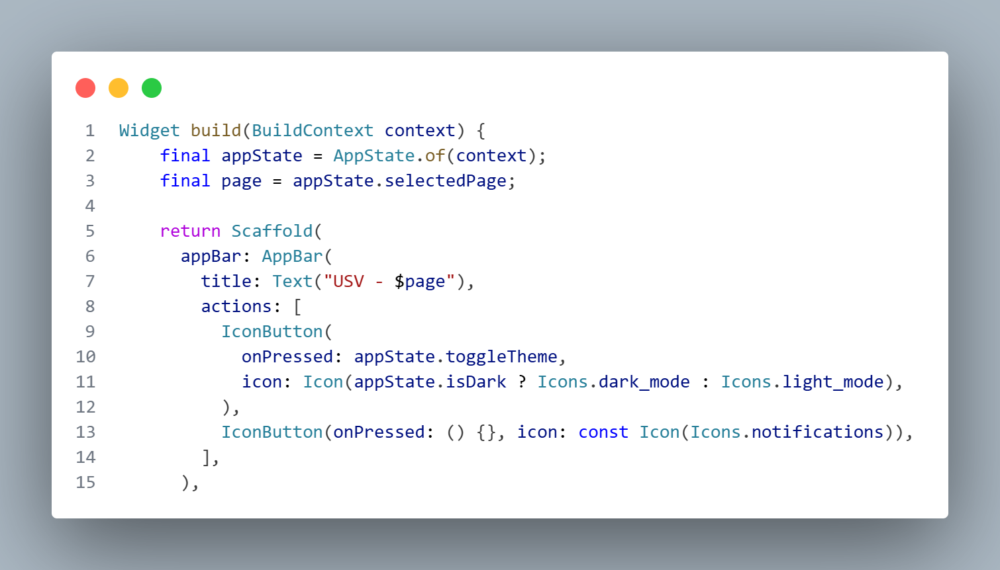 1 Widget build(BuildContext context) {
2     final appState = AppState.of(context);
3     final page = appState.selectedPage;
4
5     return Scaffold(
6       appBar: AppBar(
7         title: Text("USV - $page"),
8         actions: [
9           IconButton(
10             onPressed: appState.toggleTheme,
11             icon: Icon(appState.isDark ? Icons.dark_mode : Icons.light_mode),
12           ),
13           IconButton(onPressed: () {}, icon: const Icon(Icons.notifications)),
14         ],
15       ),